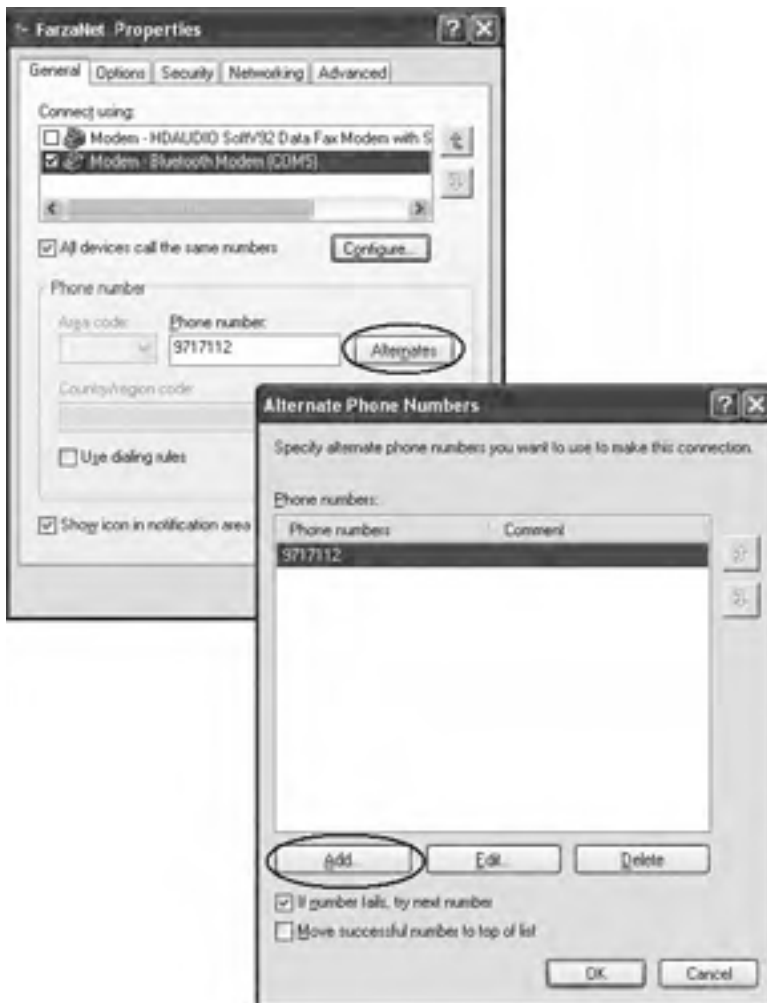 FarzaNet Properties
General Options Security Networking Advanced
Connect using:
Modem - HDAUDIO SoftV92 Data Fax Modem with S
Modem - Bluetooth Modem (COM5)
All devices call the same numbers
Configure...
Phone number
Area code: Phone number:
9717112
Alternates
Country/region code:
Use dialing rules
Show icon in notification area
Alternate Phone Numbers
Specify alternate phone numbers you want to use to make this connection.
Phone numbers:
Phone numbers Comment
9717112
Add... Edit... Delete
If number fails, try next number
Move successful number to top of list
OK Cancel